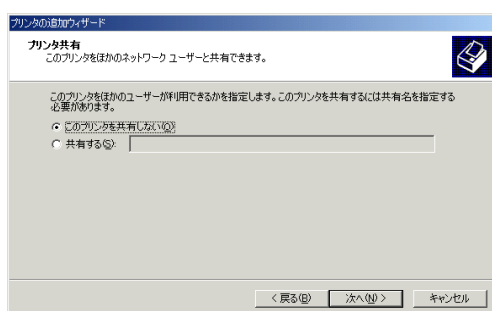 プリンタの追加ウィザード
プリンタ共有
このプリンタをほかのネットワーク ユーザーと共有できます。
このプリンタをほかのユーザーが利用できるかを指定します。このプリンタを共有するには共有名を指定する
必要があります。
このプリンタを共有しない(O)
共有する(S):
< 戻る(B)
次へ(N) >
キャンセル